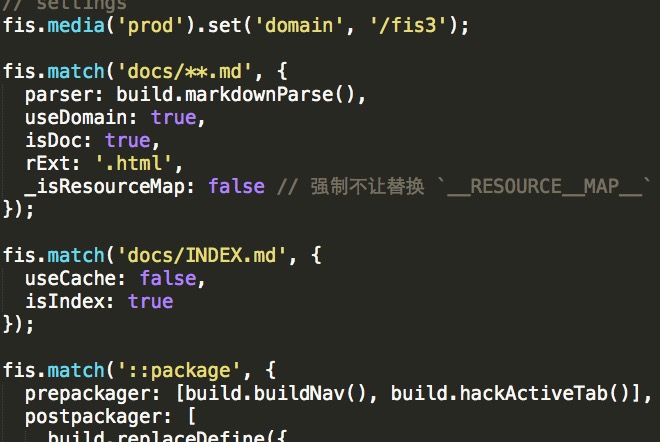 // settings
fis.media('prod').set('domain', '/fis3');
fis.match('docs/**.md', {
parser: build.markdownParse(),
useDomain: true,
isDoc: true,
rExt: '.html',
_isResourceMap: false // 强制不让替换 `__RESOURCE__MAP__`
});
fis.match('docs/INDEX.md', {
useCache: false,
isIndex: true
});
fis.match('::package', {
prepackager: [build.buildNav(), build.hackActiveTab()],
postpackager: [
build.replaceDefine({